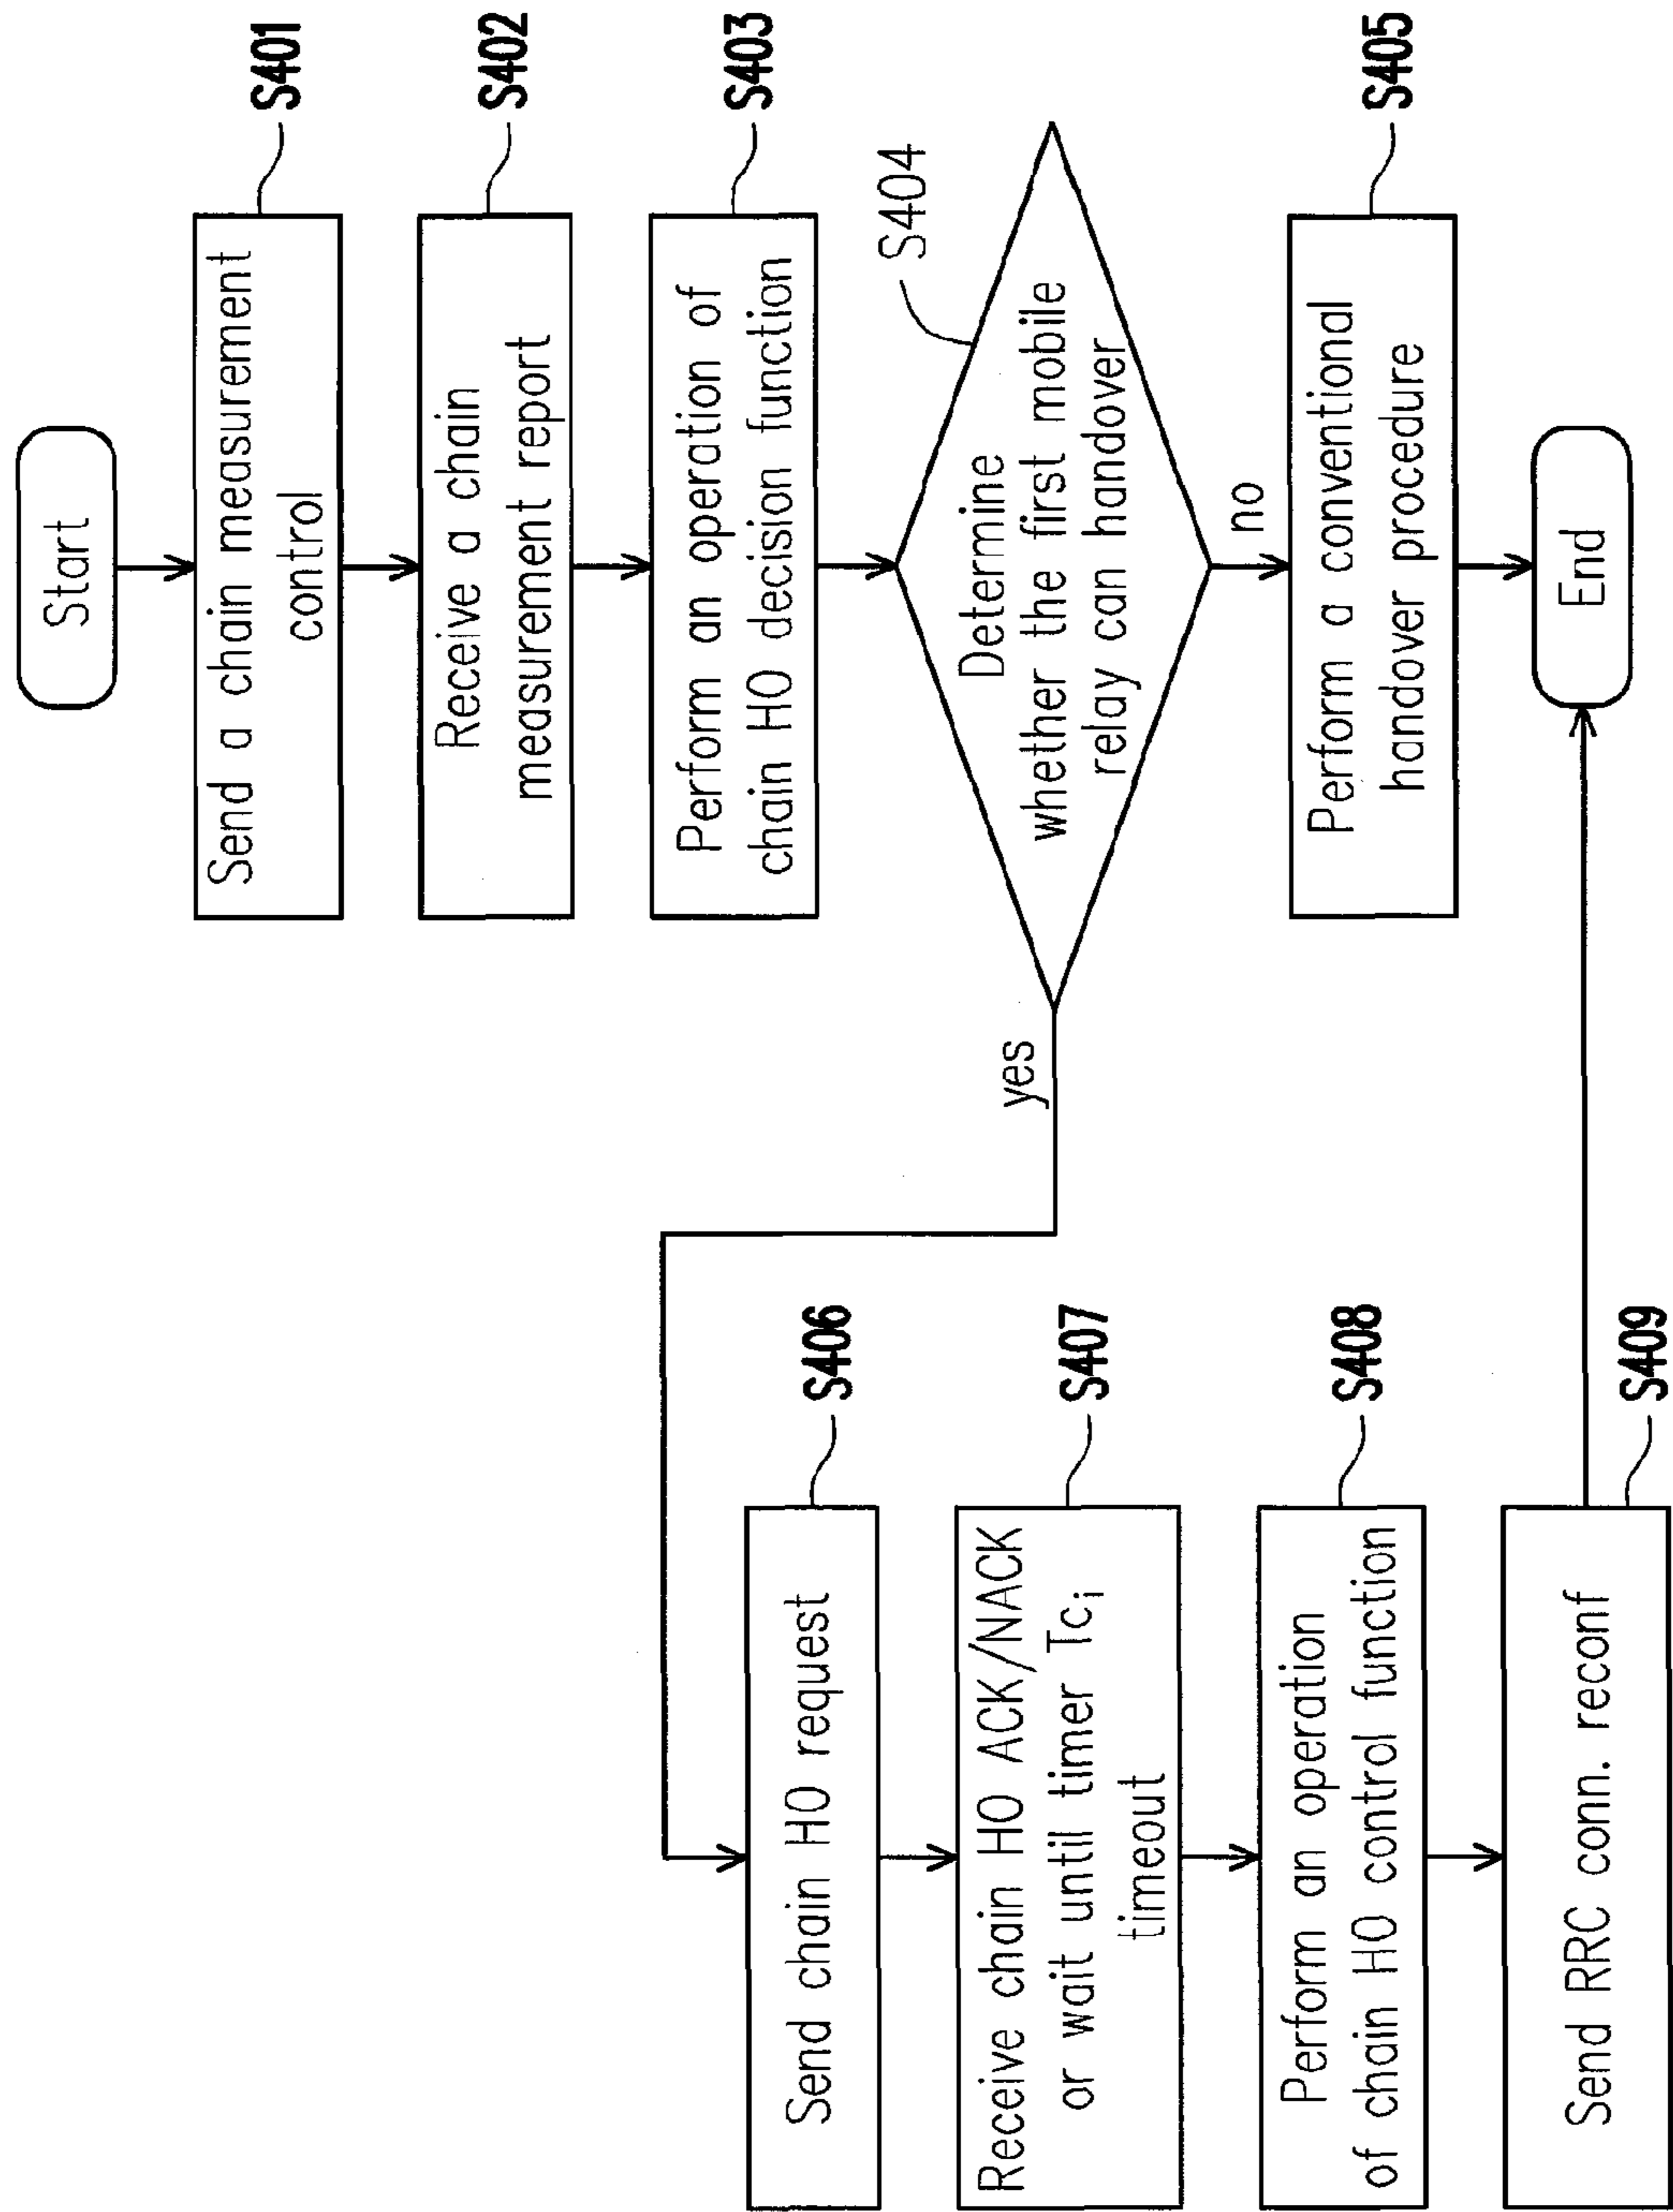 Start
Send a chain measurement
control
S401
Receive a chain
measurement report
S402
Perform an operation of
chain HO decision function
S403
Determine
whether the first mobile
relay can handover
S404
no
yes
Perform a conventional
handover procedure
S405
End
Send chain HO request
S406
Receive chain HO ACK/NACK
or wait until timer Tci
timeout
S407
Perform an operation
of chain HO control function
S408
Send RRC conn. reconf
S409